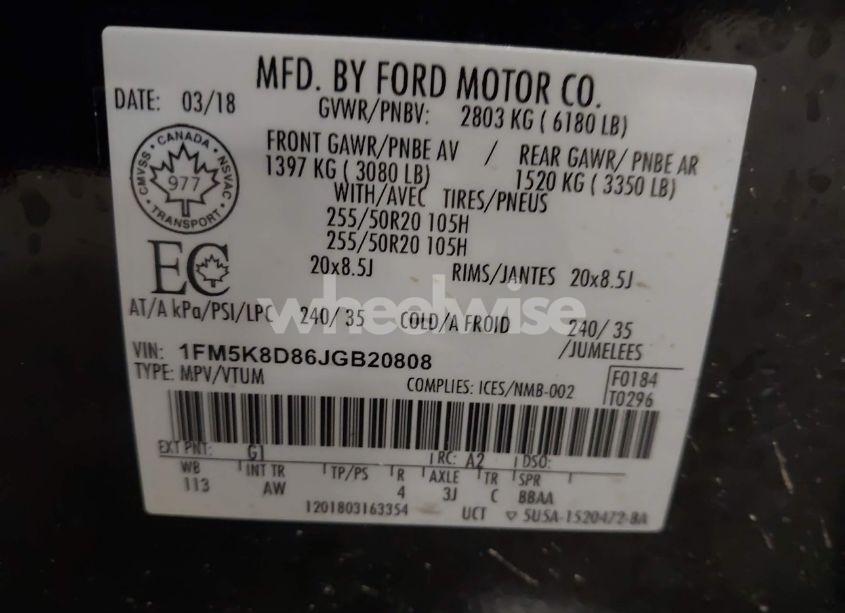 MFD. BY FORD MOTOR CO.
DATE: 03/18
GVWR/PNBV: 2803 KG ( 6180 LB)
FRONT GAWR/PNBE AV / REAR GAWR/ PNBE AR
1397 KG ( 3080 LB) 1520 KG ( 3350 LB)
CANADA
CMVSS NSVAC
977
TRANSPORT
WITH/AVEC TIRES/PNEUS
255/50R20 105H
255/50R20 105H
EC
20x8.5J RIMS/JANTES 20x8.5J
wheelwise
AT/A kPa/PSI/LPC 240/ 35 COLD/A FROID 240/ 35
/JUMELEES
VIN: 1FM5K8D86JGB20808
TYPE: MPV/VTUM COMPLIES: ICES/NMB-002
F0184
T0296
EXT PNT: G1 RC: A2 DSO:
WB INT TR TP/PS R AXLE TR SPR
113 AW 4 3J C BBAA
1201803163354 UCT 5U5A-1520472-BA